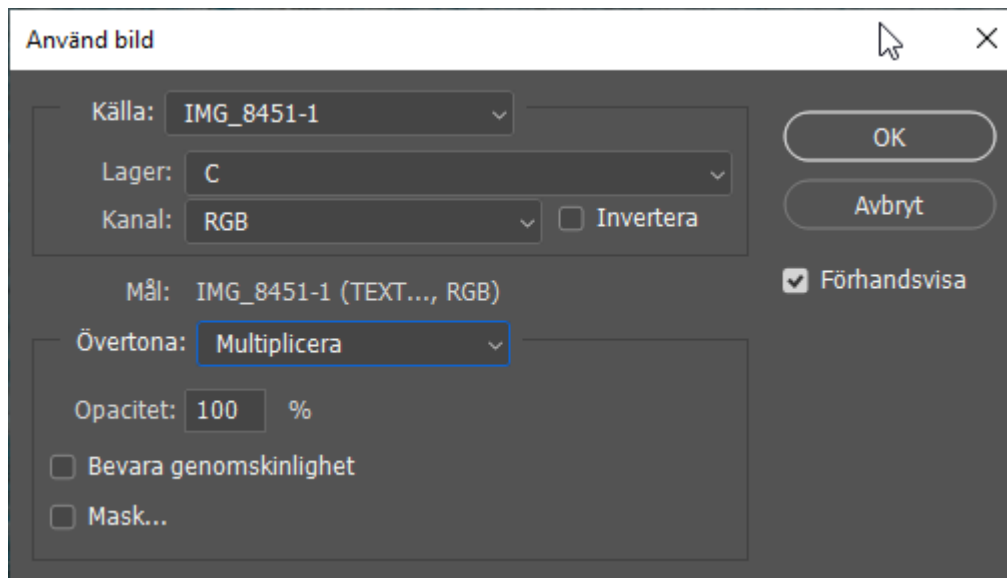 Använd bild
Källa: IMG_8451-1
OK
Lager: C
Kanal: RGB Invertera
Avbryt
Mål: IMG_8451-1 (TEXT..., RGB)
Förhandsvisa
Övertona: Multiplicera
Opacitet: 100 %
Bevara genomskinlighet
Mask...